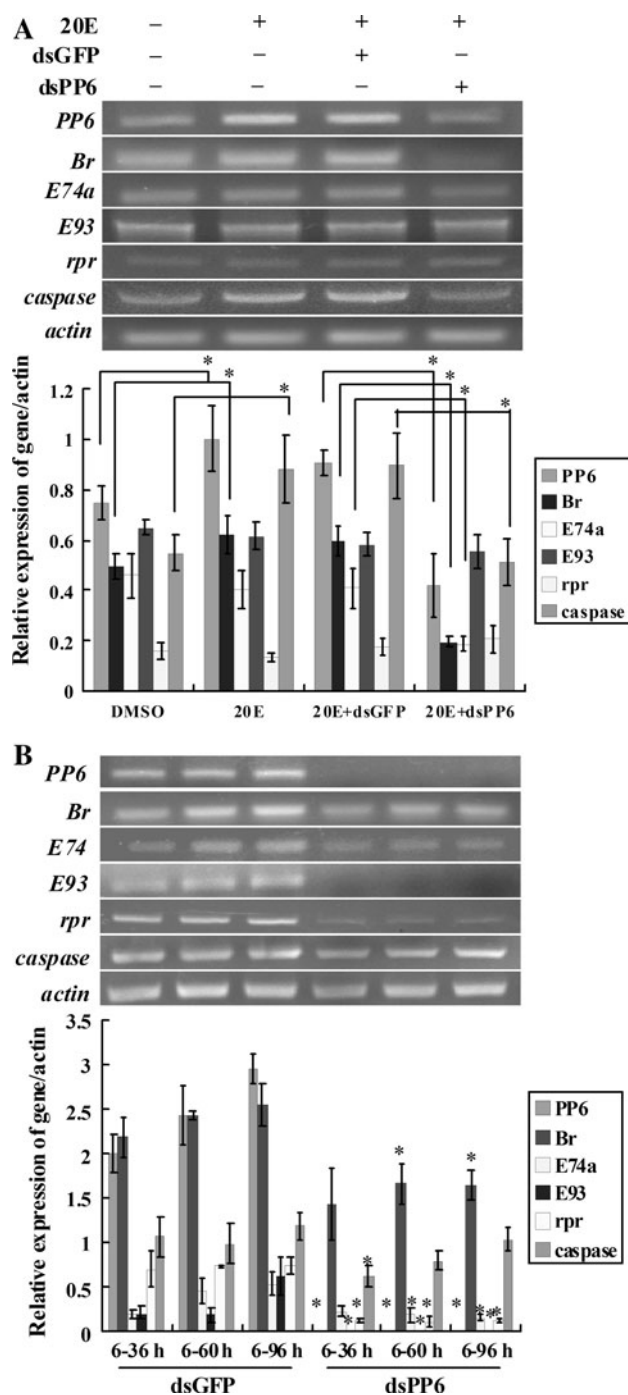 A
20E − + + +
dsGFP − − + −
dsPP6 − − − +
PP6
Br
E74a
E93
rpr
caspase
actin
* * * * * * *
Relative expression of gene/actin
1.2
1
0.8
0.6
0.4
0.2
0
DMSO 20E 20E+dsGFP 20E+dsPP6
PP6
Br
E74a
E93
rpr
caspase
B
PP6
Br
E74
E93
rpr
caspase
actin
Relative expression of gene/actin
3.5
3
2.5
2
1.5
1
0.5
0
* * * * * * * * * * * * * * *
6-36 h 6-60 h 6-96 h 6-36 h 6-60 h 6-96 h
dsGFP dsPP6
PP6
Br
E74a
E93
rpr
caspase